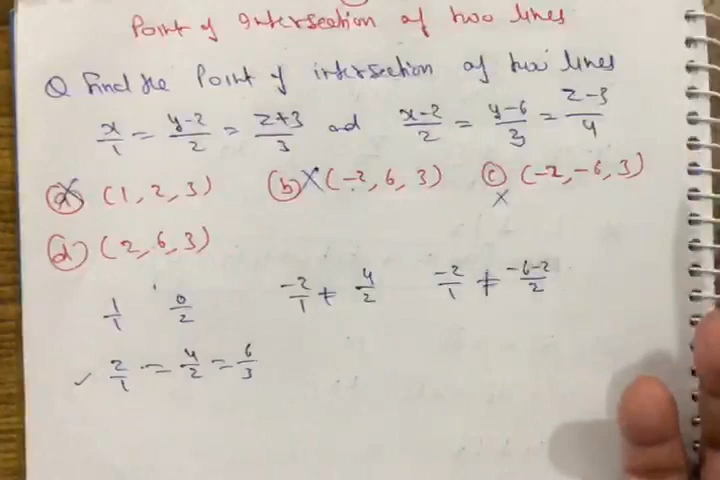 Point of Intersection of two lines
Q Find the Point of intersection of two lines
x/1 = y-2/2 = z+3/3 and x-2/2 = y-6/3 = z-3/4
(a) (1, 2, 3) (b) X (-2, 6, 3) (c) (-2, -6, 3)
X
(d) (2, 6, 3)
1/1 0/2 -2/1 ≠ 4/2 -2/1 ≠ -6-2/2
✓ 2/1 = 4/2 = 6/3